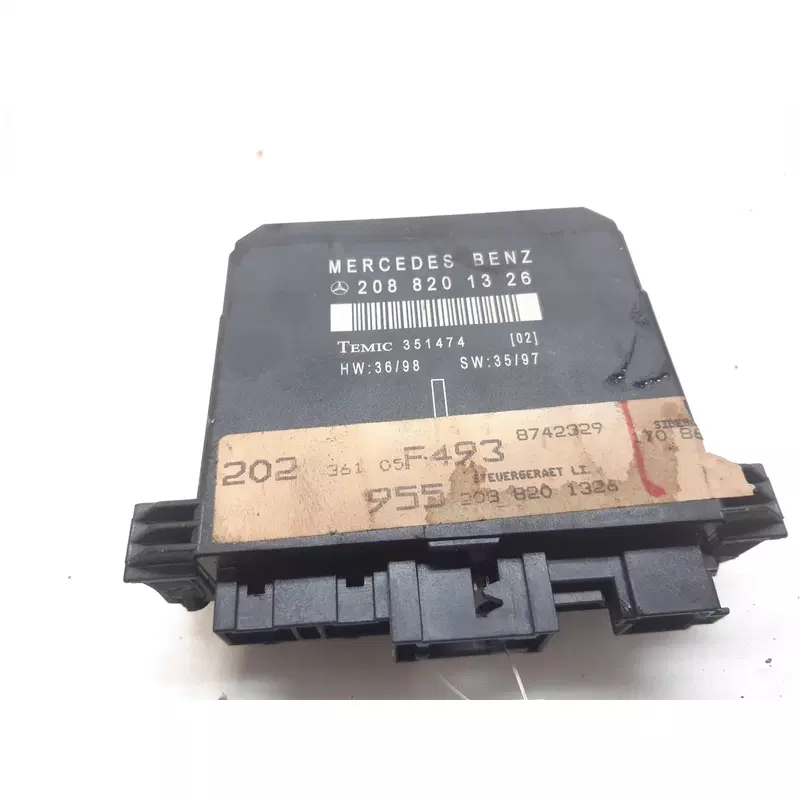 MERCEDES BENZ
208 820 13 26
TEMIC 351474 [02]
HW:36/98 SW:35/97
8742329
202 361 05 F493
STEUERGERAET LI
955 208 820 1326